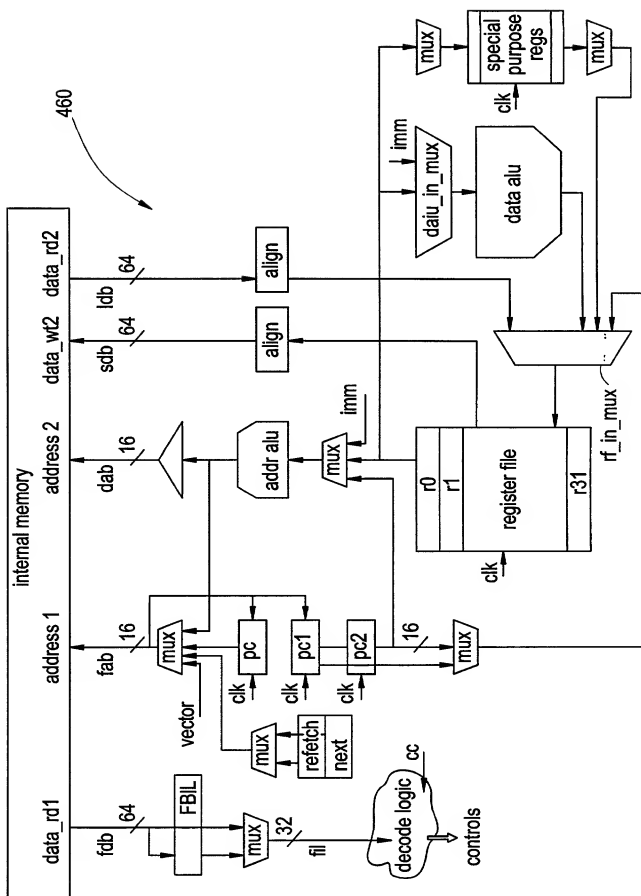 460
internal memory
data_rd1
address 1
address 2
data_wt2
data_rd2
fdb
64
fab
16
dab
16
sdb
64
ldb
64
FBIL
mux
32
fil
decode logic
cc
controls
mux
refetch
next
vector
mux
pc
clk
pc1
clk
pc2
clk
16
mux
addr alu
mux
imm
align
align
r0
r1
register file
r31
clk
rf_in_mux
daiu_in_mux
imm
data alu
mux
special
purpose
regs
clk
mux